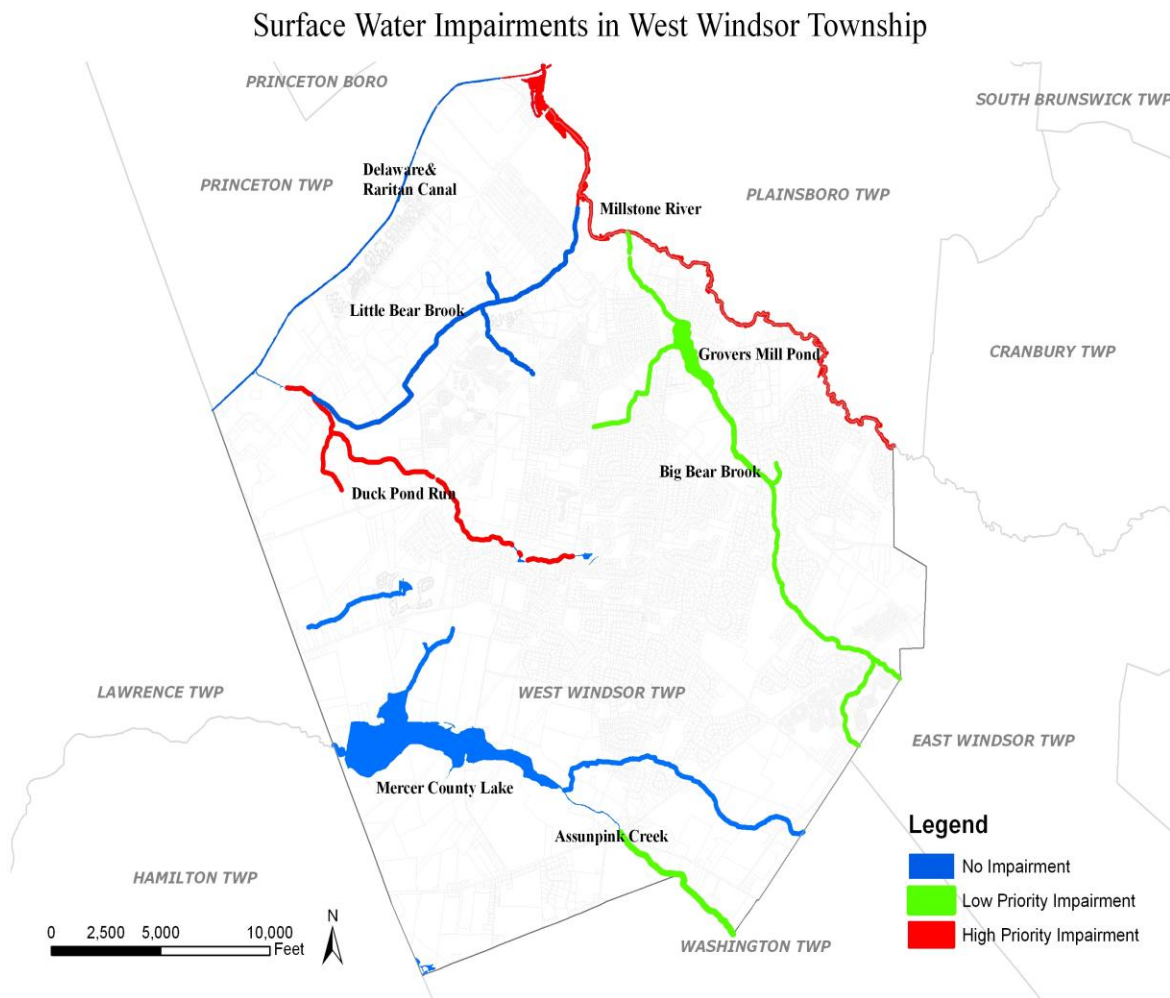 Surface Water Impairments in West Windsor Township
PRINCETON BORO
SOUTH BRUNSWICK TWP
Delaware&
Raritan Canal
PRINCETON TWP
PLAINSBORO TWP
Millstone River
Little Bear Brook
Grovers Mill Pond
CRANBURY TWP
Big Bear Brook
Duck Pond Run
LAWRENCE TWP
WEST WINDSOR TWP
EAST WINDSOR TWP
Mercer County Lake
Assunpink Creek
HAMILTON TWP
WASHINGTON TWP
Legend
No Impairment
Low Priority Impairment
High Priority Impairment
0 2,500 5,000 10,000
Feet
N